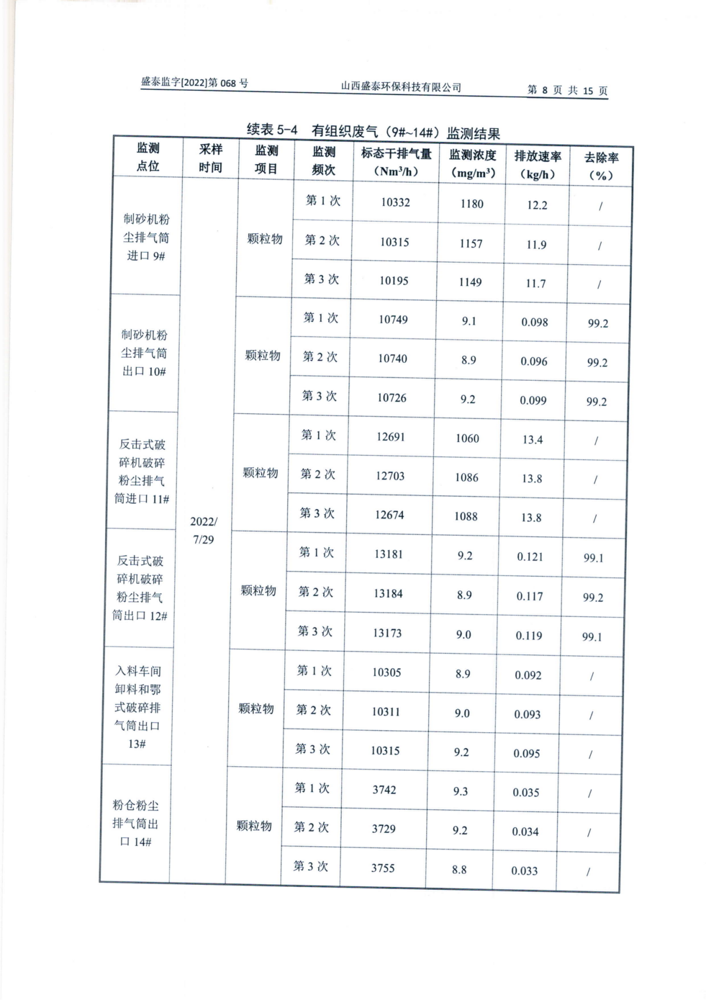 盛泰监字[2022]第 068 号 山西盛泰环保科技有限公司 第 8 页 共 15 页
续表 5-4 有组织废气（9#~14#）监测结果
监测点位 采样时间 监测项目 监测频次 标态干排气量（Nm³/h） 监测浓度（mg/m³） 排放速率（kg/h） 去除率（%）
制砂机粉尘排气筒进口 9# 2022/7/29 颗粒物 第 1 次 10332 1180 12.2 /
第 2 次 10315 1157 11.9 /
第 3 次 10195 1149 11.7 /
制砂机粉尘排气筒出口 10# 颗粒物 第 1 次 10749 9.1 0.098 99.2
第 2 次 10740 8.9 0.096 99.2
第 3 次 10726 9.2 0.099 99.2
反击式破碎机破碎粉尘排气筒进口 11# 颗粒物 第 1 次 12691 1060 13.4 /
第 2 次 12703 1086 13.8 /
第 3 次 12674 1088 13.8 /
反击式破碎机破碎粉尘排气筒出口 12# 颗粒物 第 1 次 13181 9.2 0.121 99.1
第 2 次 13184 8.9 0.117 99.2
第 3 次 13173 9.0 0.119 99.1
入料车间卸料和鄂式破碎排气筒出口 13# 颗粒物 第 1 次 10305 8.9 0.092 /
第 2 次 10311 9.0 0.093 /
第 3 次 10315 9.2 0.095 /
粉仓粉尘排气筒出口 14# 颗粒物 第 1 次 3742 9.3 0.035 /
第 2 次 3729 9.2 0.034 /
第 3 次 3755 8.8 0.033 /